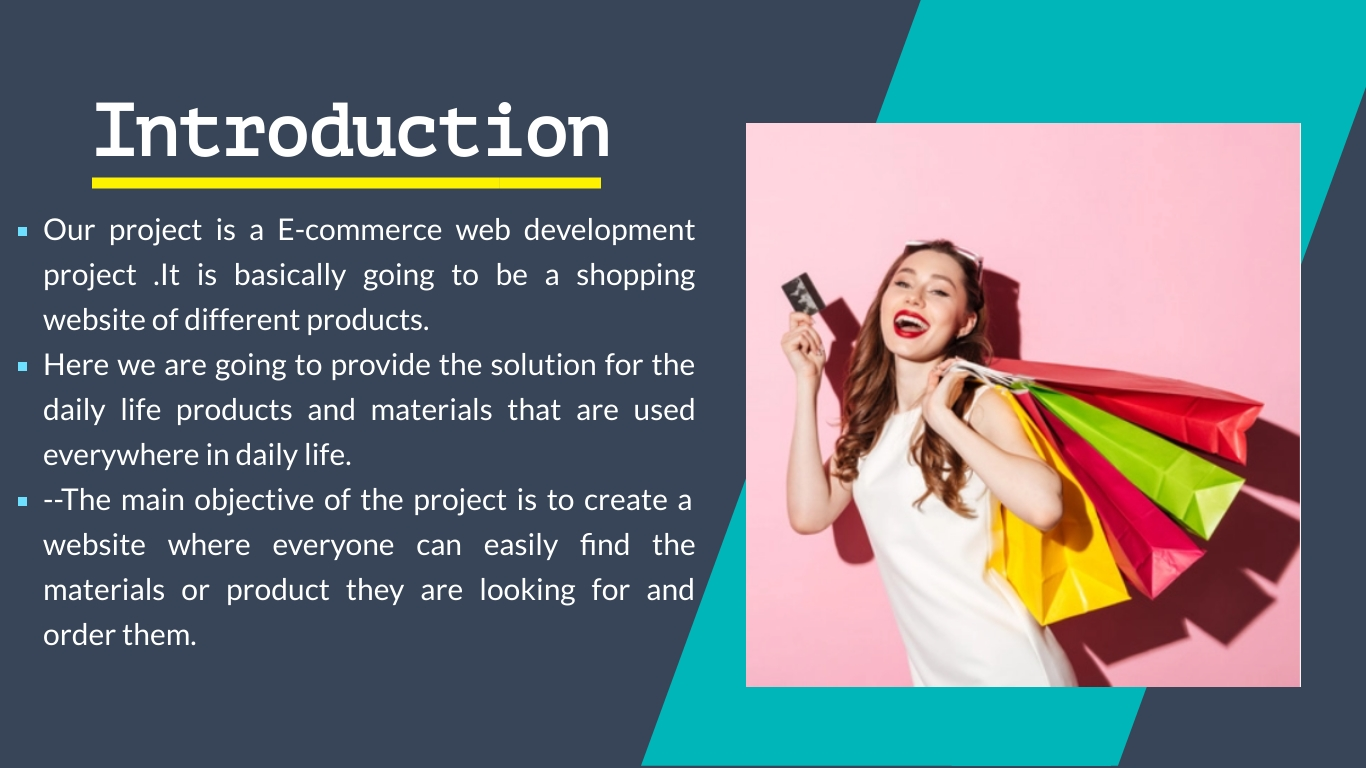 Introduction
Our project is a E-commerce web development
project .It is basically going to be a shopping
website of different products.
Here we are going to provide the solution for the
daily life products and materials that are used
everywhere in daily life.
--The main objective of the project is to create a
website where everyone can easily find the
materials or product they are looking for and
order them.